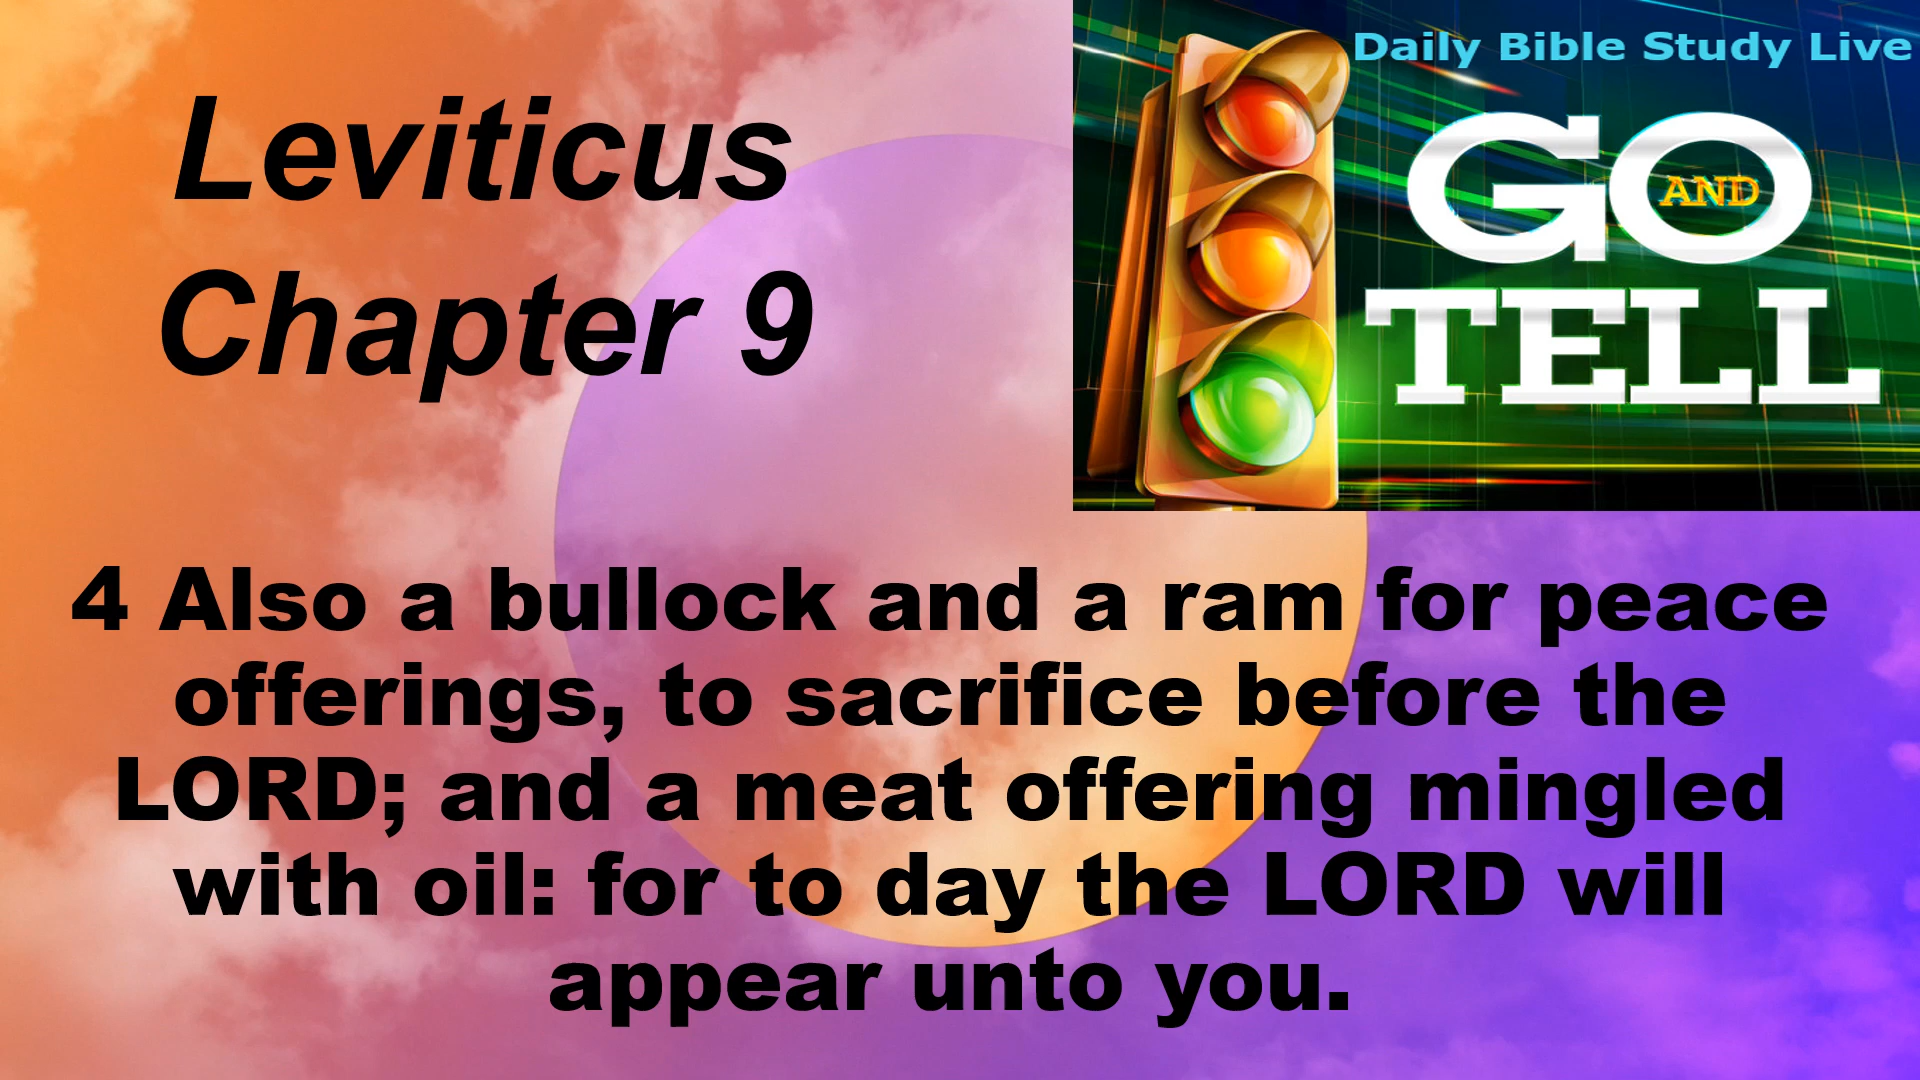 Leviticus
Chapter 9
Daily Bible Study Live
GO
AND
TELL
4 Also a bullock and a ram for peace
offerings, to sacrifice before the
LORD; and a meat offering mingled
with oil: for to day the LORD will
appear unto you.